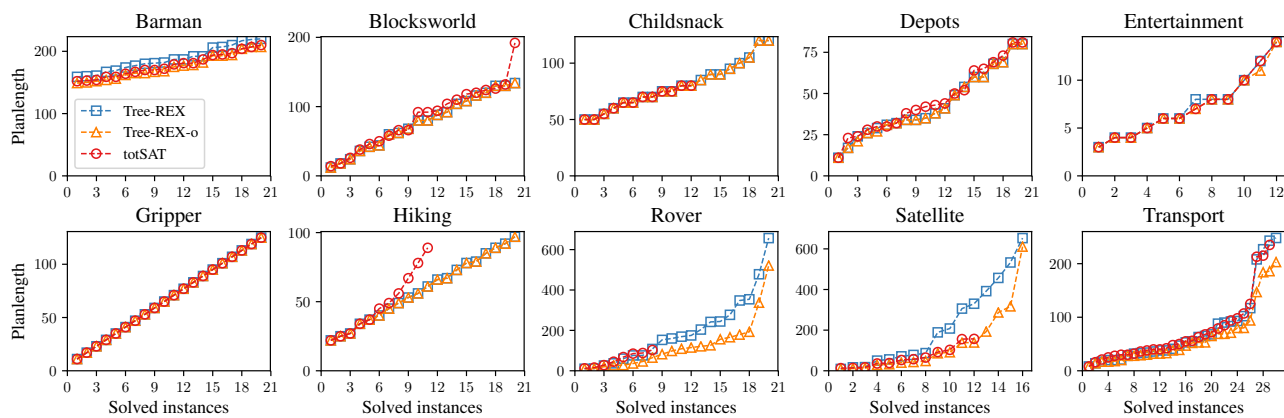 Barman
Blocksworld
Childsnack
Depots
Entertainment
Planlength
200
100
0
Tree-REX
Tree-REX-o
totSAT
0 3 6 9 12 15 18 21
200
100
0
0 3 6 9 12 15 18 21
100
50
0
0 3 6 9 12 15 18 21
75
50
25
0
0 3 6 9 12 15 18 21
10
5
0
0 2 4 6 8 10 12
Gripper
Hiking
Rover
Satellite
Transport
Planlength
100
50
0
0 3 6 9 12 15 18 21
Solved instances
100
50
0
0 3 6 9 12 15 18 21
Solved instances
600
400
200
0
0 3 6 9 12 15 18 21
Solved instances
600
400
200
0
0 2 4 6 8 10 12 14 16
Solved instances
200
100
0
0 4 8 12 16 20 24 28
Solved instances